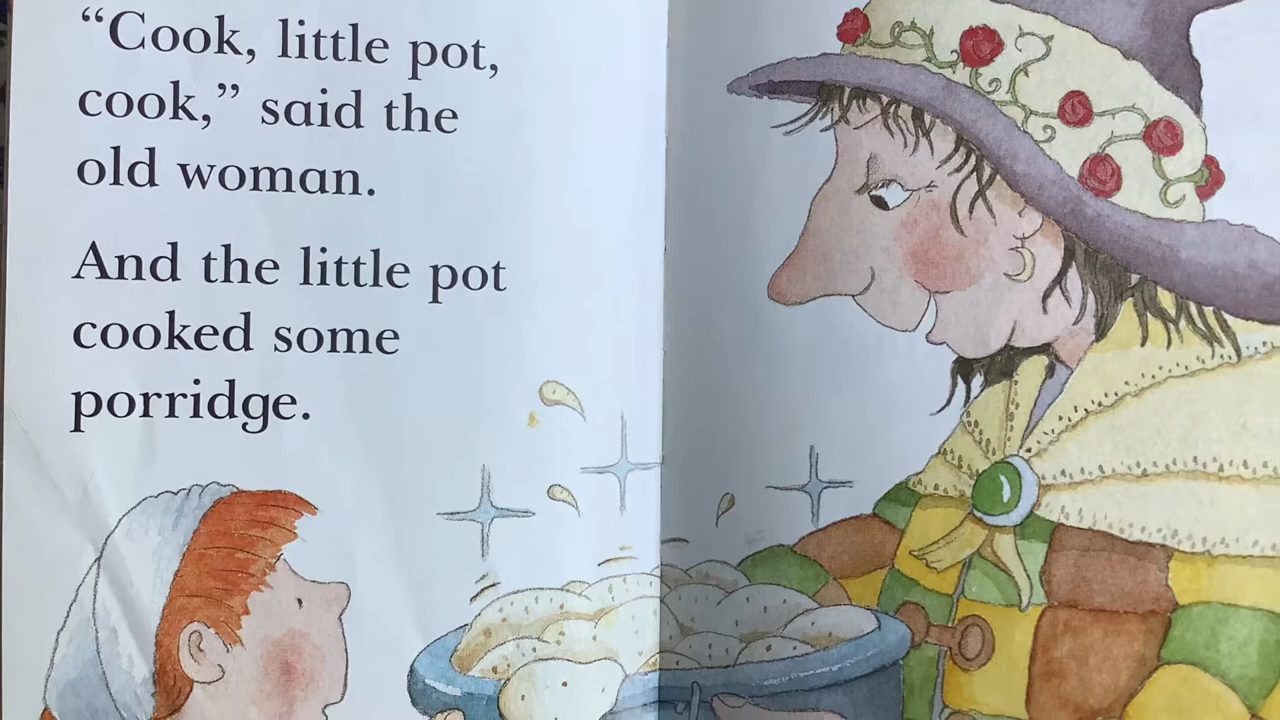 “Cook, little pot,
cook,” said the
old woman.
And the little pot
cooked some
porridge.